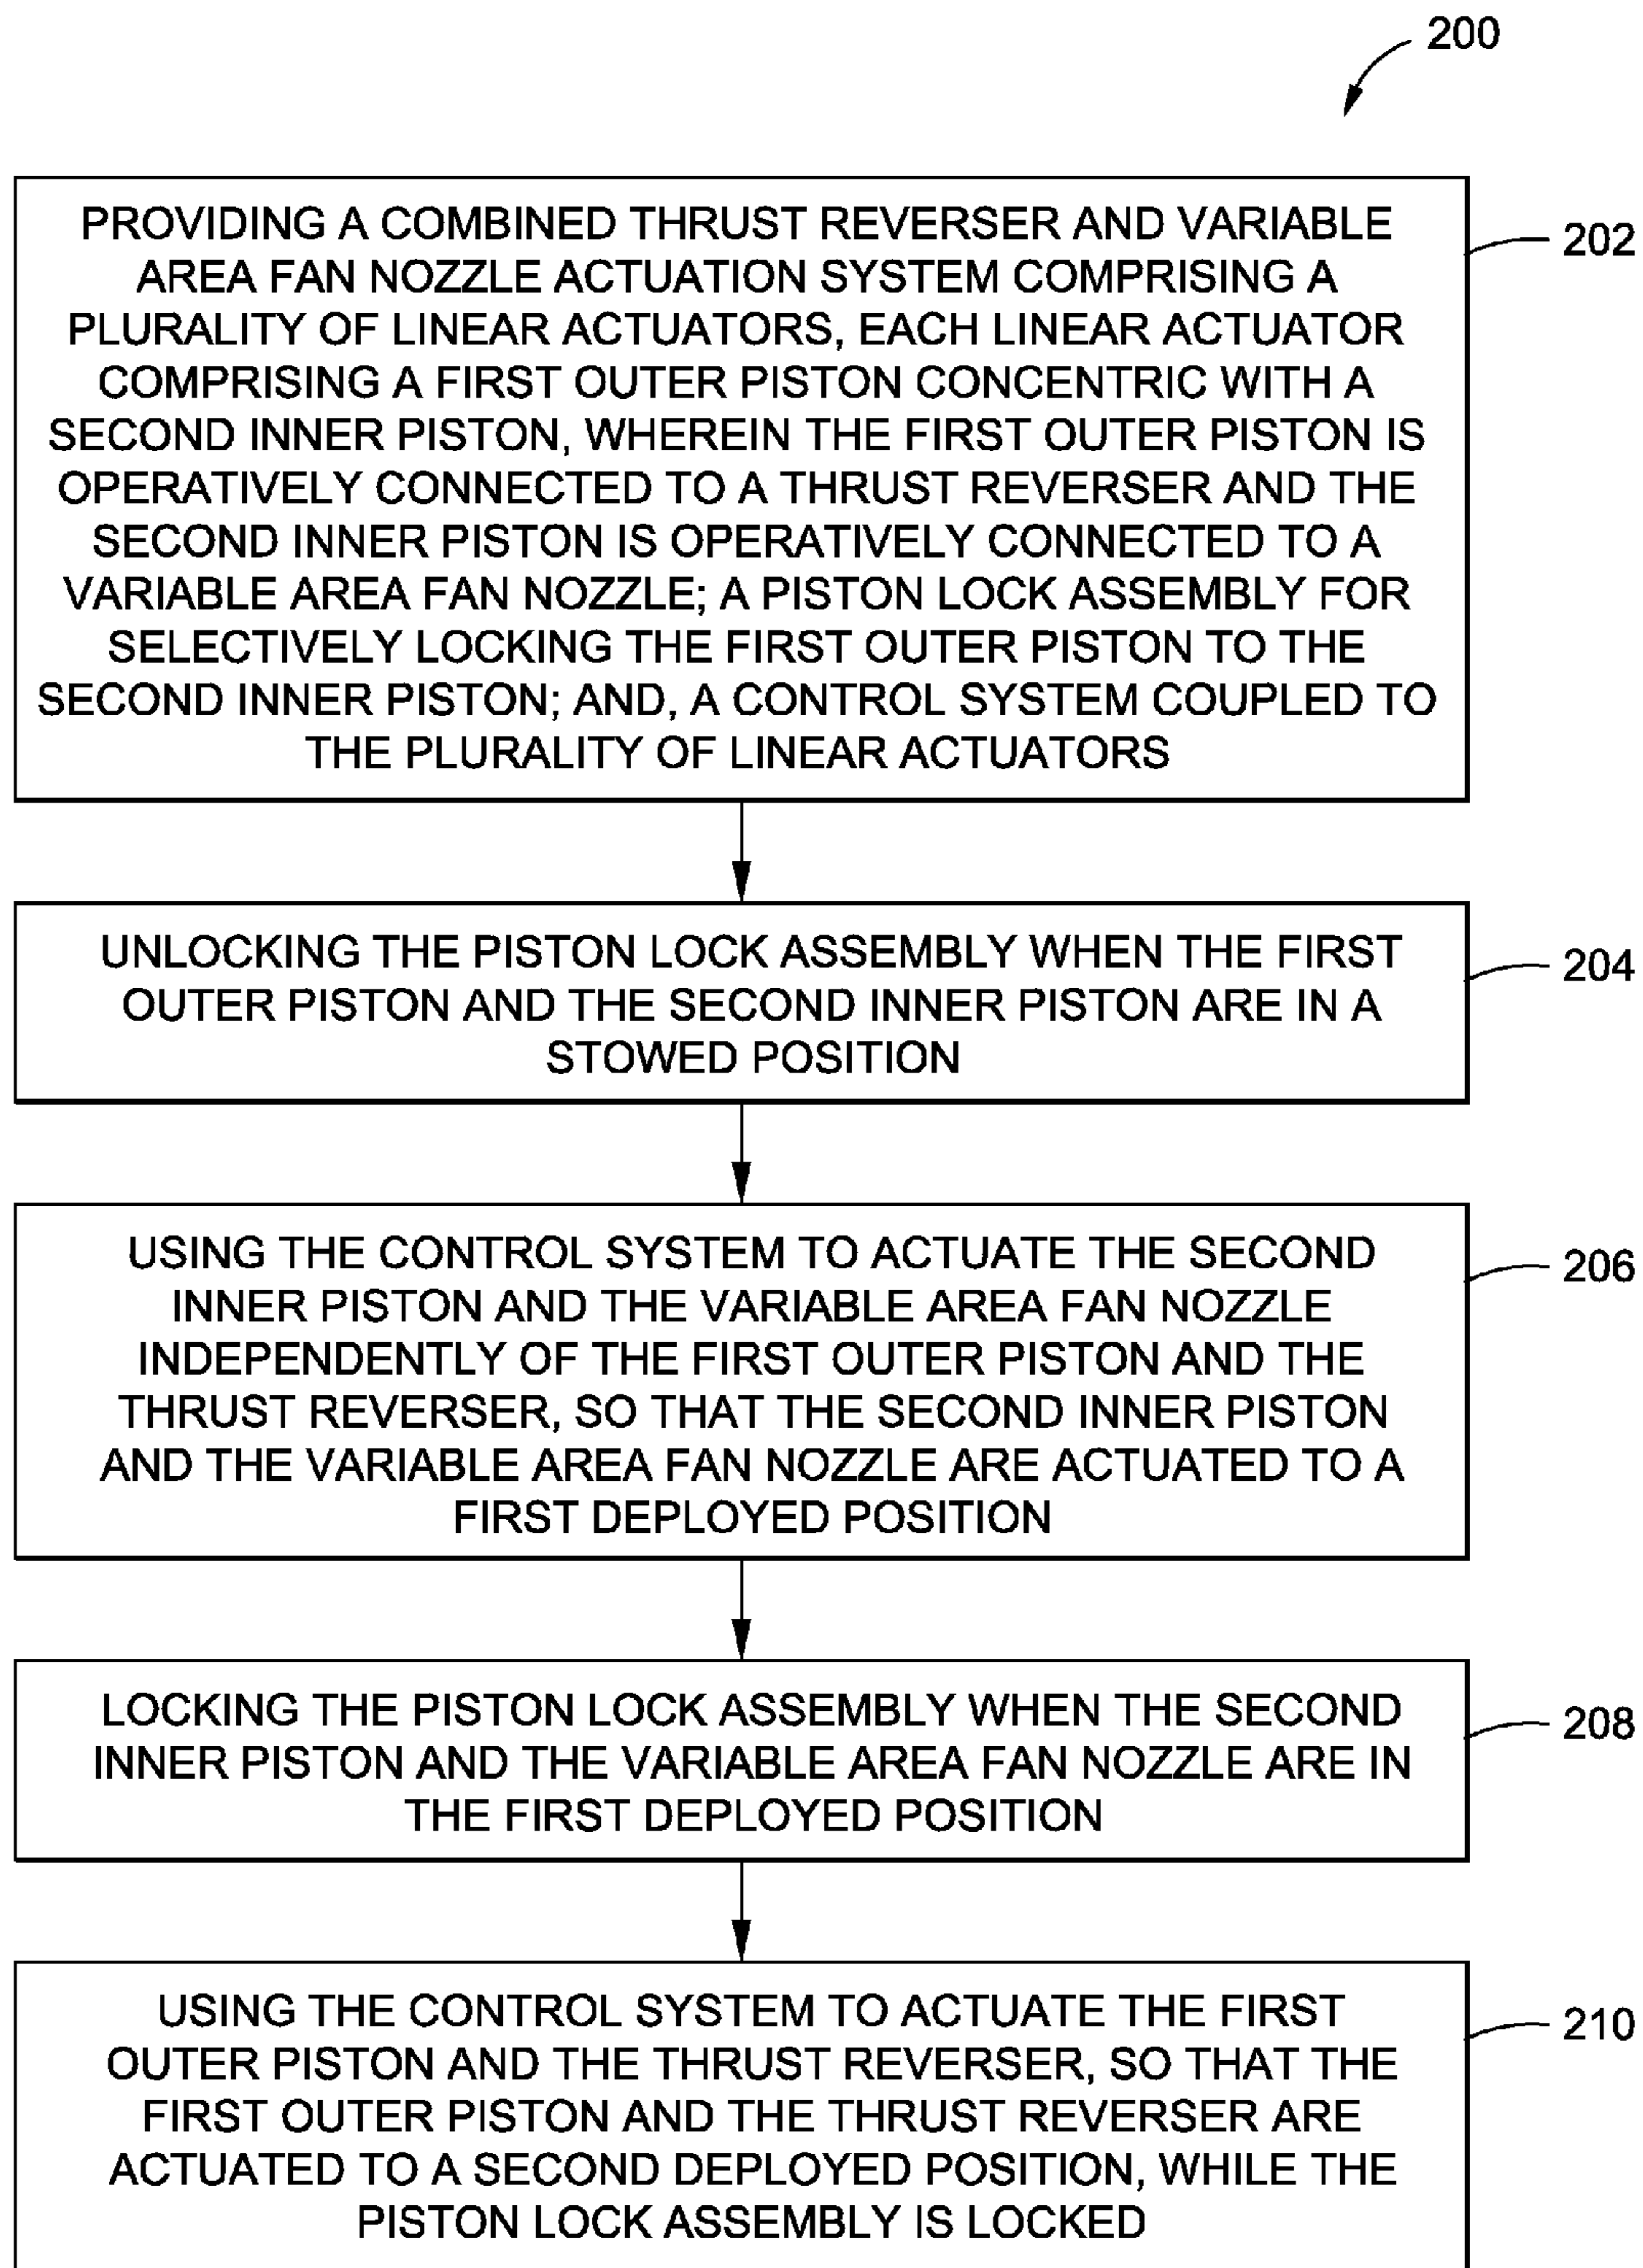 200
PROVIDING A COMBINED THRUST REVERSER AND VARIABLE
AREA FAN NOZZLE ACTUATION SYSTEM COMPRISING A
PLURALITY OF LINEAR ACTUATORS, EACH LINEAR ACTUATOR
COMPRISING A FIRST OUTER PISTON CONCENTRIC WITH A
SECOND INNER PISTON, WHEREIN THE FIRST OUTER PISTON IS
OPERATIVELY CONNECTED TO A THRUST REVERSER AND THE
SECOND INNER PISTON IS OPERATIVELY CONNECTED TO A
VARIABLE AREA FAN NOZZLE; A PISTON LOCK ASSEMBLY FOR
SELECTIVELY LOCKING THE FIRST OUTER PISTON TO THE
SECOND INNER PISTON; AND, A CONTROL SYSTEM COUPLED TO
THE PLURALITY OF LINEAR ACTUATORS
202
UNLOCKING THE PISTON LOCK ASSEMBLY WHEN THE FIRST
OUTER PISTON AND THE SECOND INNER PISTON ARE IN A
STOWED POSITION
204
USING THE CONTROL SYSTEM TO ACTUATE THE SECOND
INNER PISTON AND THE VARIABLE AREA FAN NOZZLE
INDEPENDENTLY OF THE FIRST OUTER PISTON AND THE
THRUST REVERSER, SO THAT THE SECOND INNER PISTON
AND THE VARIABLE AREA FAN NOZZLE ARE ACTUATED TO A
FIRST DEPLOYED POSITION
206
LOCKING THE PISTON LOCK ASSEMBLY WHEN THE SECOND
INNER PISTON AND THE VARIABLE AREA FAN NOZZLE ARE IN
THE FIRST DEPLOYED POSITION
208
USING THE CONTROL SYSTEM TO ACTUATE THE FIRST
OUTER PISTON AND THE THRUST REVERSER, SO THAT THE
FIRST OUTER PISTON AND THE THRUST REVERSER ARE
ACTUATED TO A SECOND DEPLOYED POSITION, WHILE THE
PISTON LOCK ASSEMBLY IS LOCKED
210